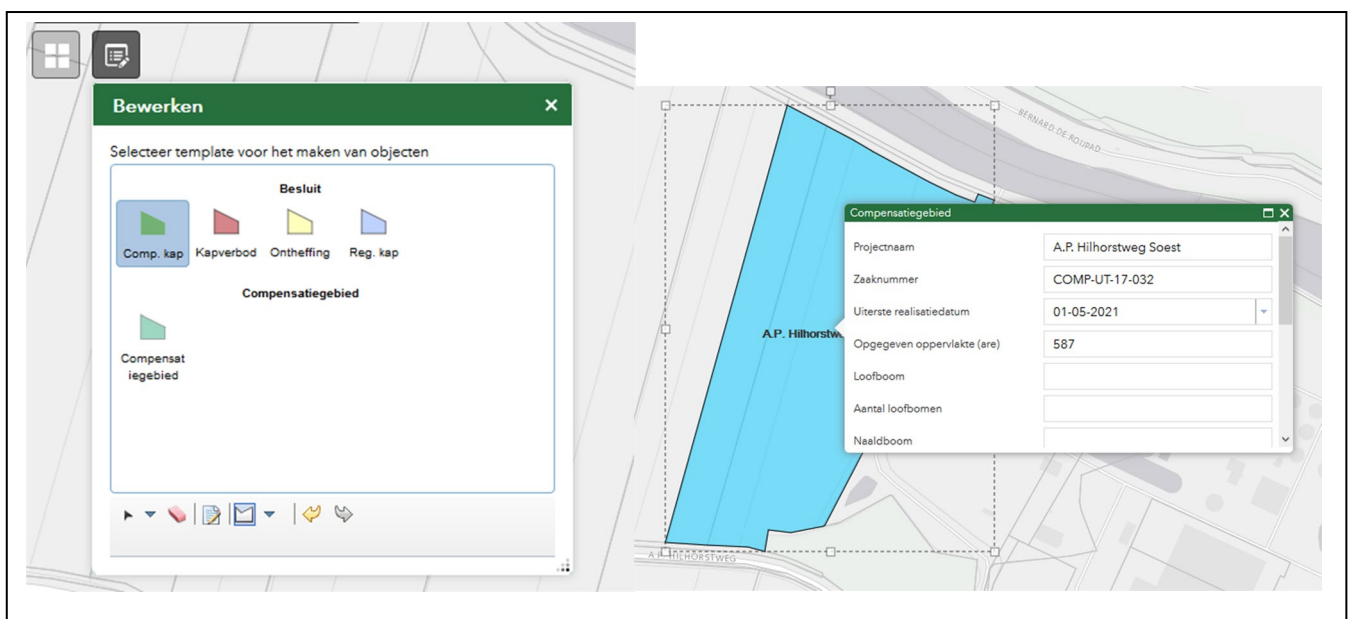 Bewerken
Selecteer template voor het maken van objecten
Besluit
Comp. kap
Kapverbod
Ontheffing
Reg. kap
Compensatiegebied
Compensat
iegebied
BERNARD DE ROIJPAD
A.P. Hilhorstw
A.P. HILHORSTWEG
Compensatiegebied
Projectnaam
A.P. Hilhorstweg Soest
Zaaknummer
COMP-UT-17-032
Uiterste realisatiedatum
01-05-2021
Opgegeven oppervlakte (are)
587
Loofboom
Aantal loofbomen
Naaldboom